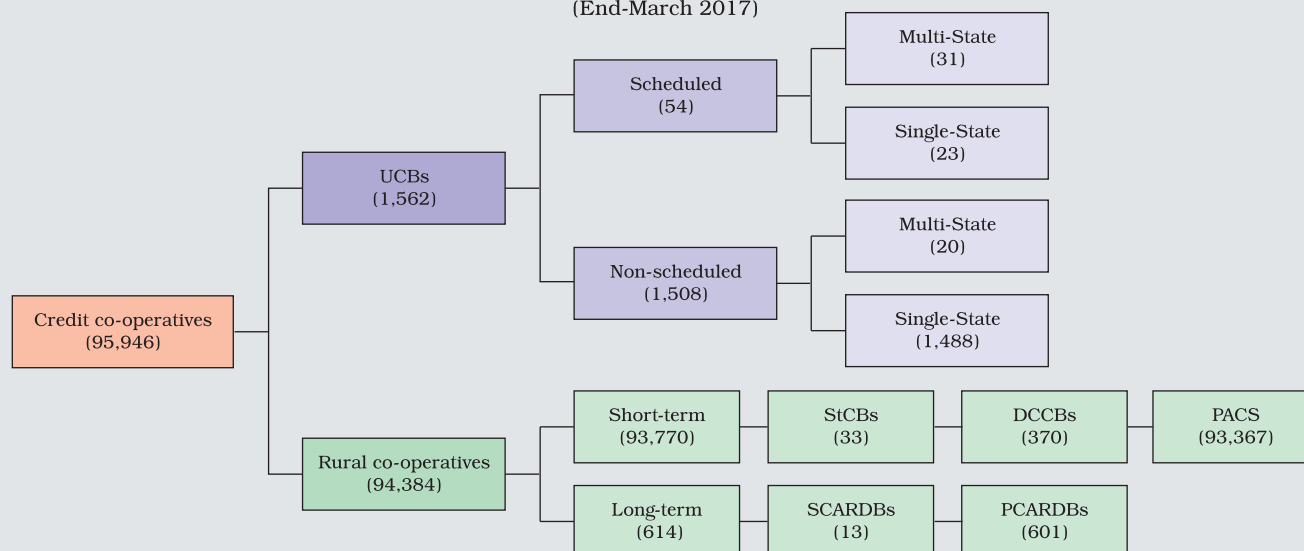 (End-March 2017)
Multi-State
(31)
Scheduled
(54)
Single-State
(23)
UCBs
(1,562)
Multi-State
(20)
Non-scheduled
(1,508)
Single-State
(1,488)
Credit co-operatives
(95,946)
Short-term
(93,770)
StCBs
(33)
DCCBs
(370)
PACS
(93,367)
Rural co-operatives
(94,384)
Long-term
(614)
SCARDBs
(13)
PCARDBs
(601)